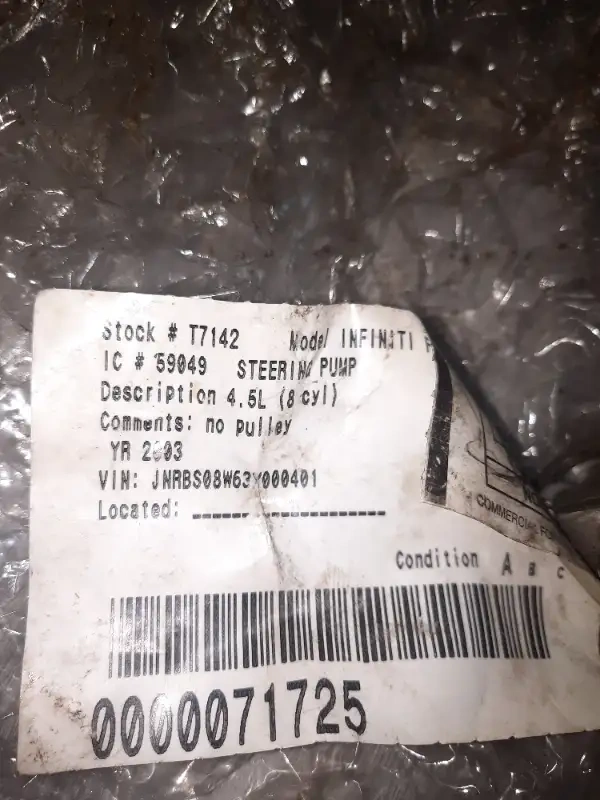 Stock # T7142 Model INFINITI
IC # 59049 STEERING PUMP
Description 4.5L (8 cyl)
Comments: no pulley
YR 2003
VIN: JNRBS08W63X000401
Located:
COMMERCIAL
Condition A B C
0000071725